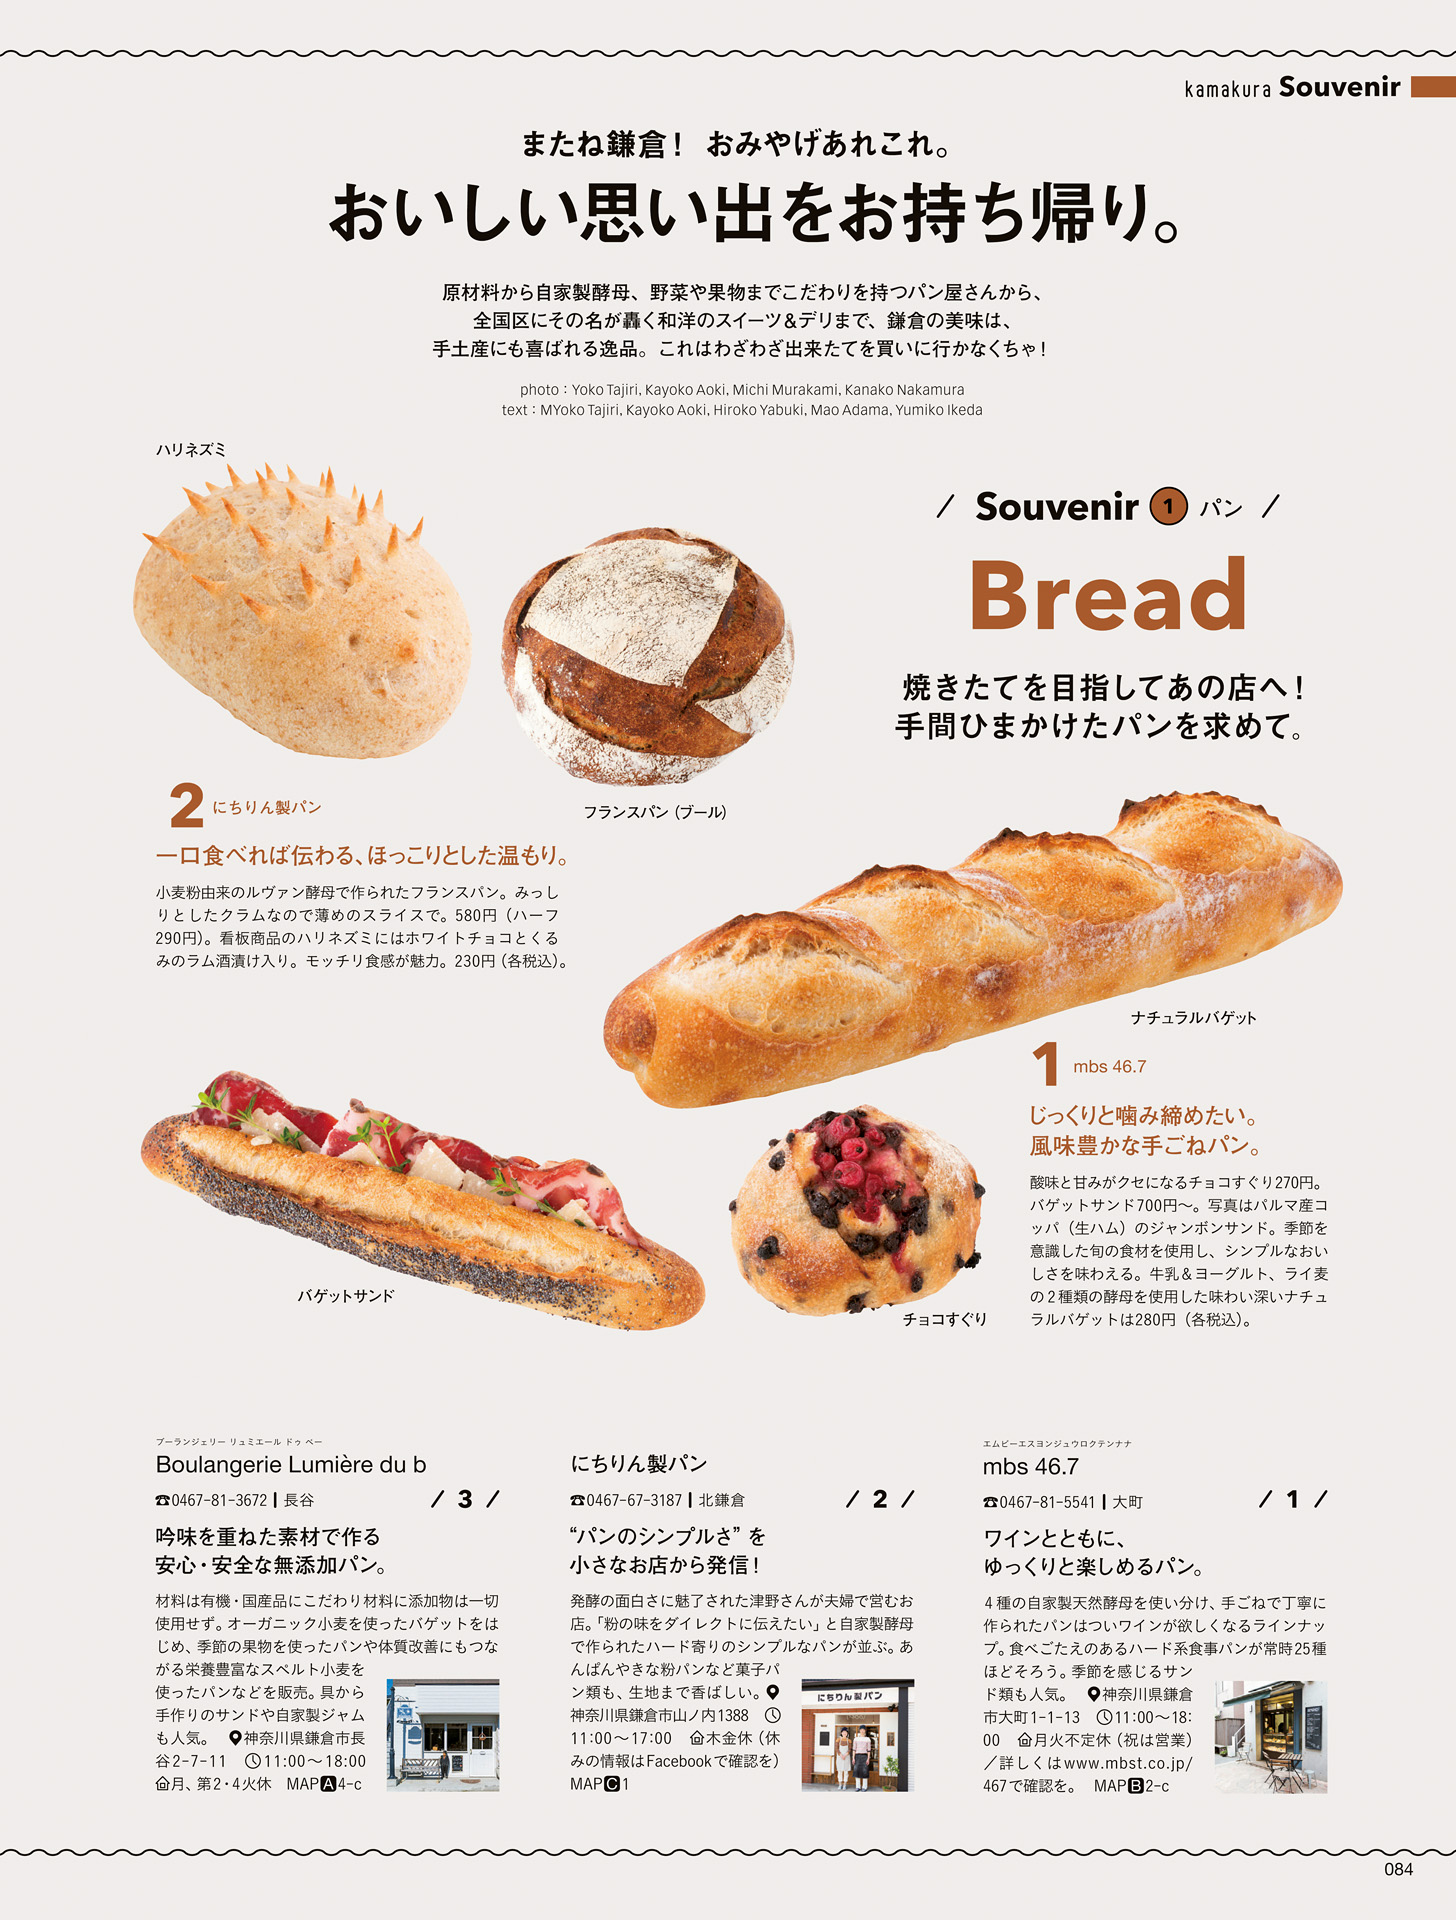 kamakura Souvenir
またね鎌倉! おみやげあれこれ。
おいしい思い出をお持ち帰り。
原材料から自家製酵母、野菜や果物までこだわりを持つパン屋さんから、
全国区にその名が轟く和洋のスイーツ&デリまで、鎌倉の美味は、
手土産にも喜ばれる逸品。これはわざわざ出来たてを買いに行かなくちゃ!
photo：Yoko Tajiri, Kayoko Aoki, Michi Murakami, Kanako Nakamura
text：MYoko Tajiri, Kayoko Aoki, Hiroko Yabuki, Mao Adama, Yumiko Ikeda
ハリネズミ
/ Souvenir 1 パン /
Bread
焼きたてを目指してあの店へ!
手間ひまかけたパンを求めて。
フランスパン（ブール）
2 にちりん製パン
一口食べれば伝わる、ほっこりとした温もり。
小麦粉由来のルヴァン酵母で作られたフランスパン。みっし
りとしたクラムなので薄めのスライスで。580円（ハーフ
290円）。看板商品のハリネズミにはホワイトチョコとくる
みのラム酒漬け入り。モッチリ食感が魅力。230円（各税込）。
ナチュラルバゲット
1 mbs 46.7
じっくりと噛み締めたい。
風味豊かな手ごねパン。
酸味と甘みがクセになるチョコすぐり270円。
バゲットサンド700円〜。写真はパルマ産コ
ッパ（生ハム）のジャンボンサンド。季節を
意識した旬の食材を使用し、シンプルなおい
しさを味わえる。牛乳＆ヨーグルト、ライ麦
の2種類の酵母を使用した味わい深いナチュ
ラルバゲットは280円（各税込）。
バゲットサンド
チョコすぐり
ブーランジェリー リュミエール ドゥ ベー
Boulangerie Lumière du b
☎0467-81-3672 | 長谷
/ 3 /
吟味を重ねた素材で作る
安心・安全な無添加パン。
材料は有機・国産品にこだわり材料に添加物は一切
使用せず。オーガニック小麦を使ったバゲットをは
じめ、季節の果物を使ったパンや体質改善にもつな
がる栄養豊富なスペルト小麦を
使ったパンなどを販売。具から
手作りのサンドや自家製ジャム
も人気。 神奈川県鎌倉市長
谷2-7-11 11:00〜18:00
月、第2・4火休 MAP A 4-c
にちりん製パン
☎0467-67-3187 | 北鎌倉
/ 2 /
“パンのシンプルさ”を
小さなお店から発信!
発酵の面白さに魅了された津野さんが夫婦で営むお
店。「粉の味をダイレクトに伝えたい」と自家製酵母
で作られたハード寄りのシンプルなパンが並ぶ。あ
んぱんやきな粉パンなど菓子パ
ン類も、生地まで香ばしい。
神奈川県鎌倉市山ノ内1388
11:00〜17:00 木金休（休
みの情報はFacebookで確認を）
MAP C 1
にちりん製パン
エムビーエスヨンジュウロクテンナナ
mbs 46.7
☎0467-81-5541 | 大町
/ 1 /
ワインとともに、
ゆっくりと楽しめるパン。
4種の自家製天然酵母を使い分け、手ごねで丁寧に
作られたパンはついワインが欲しくなるラインナッ
プ。食べごたえのあるハード系食事パンが常時25種
ほどそろう。季節を感じるサン
ド類も人気。 神奈川県鎌倉
市大町1-1-13 11:00〜18:
00 月火不定休（祝は営業）
／詳しくはwww.mbst.co.jp/
467で確認を。 MAP B 2-c
084